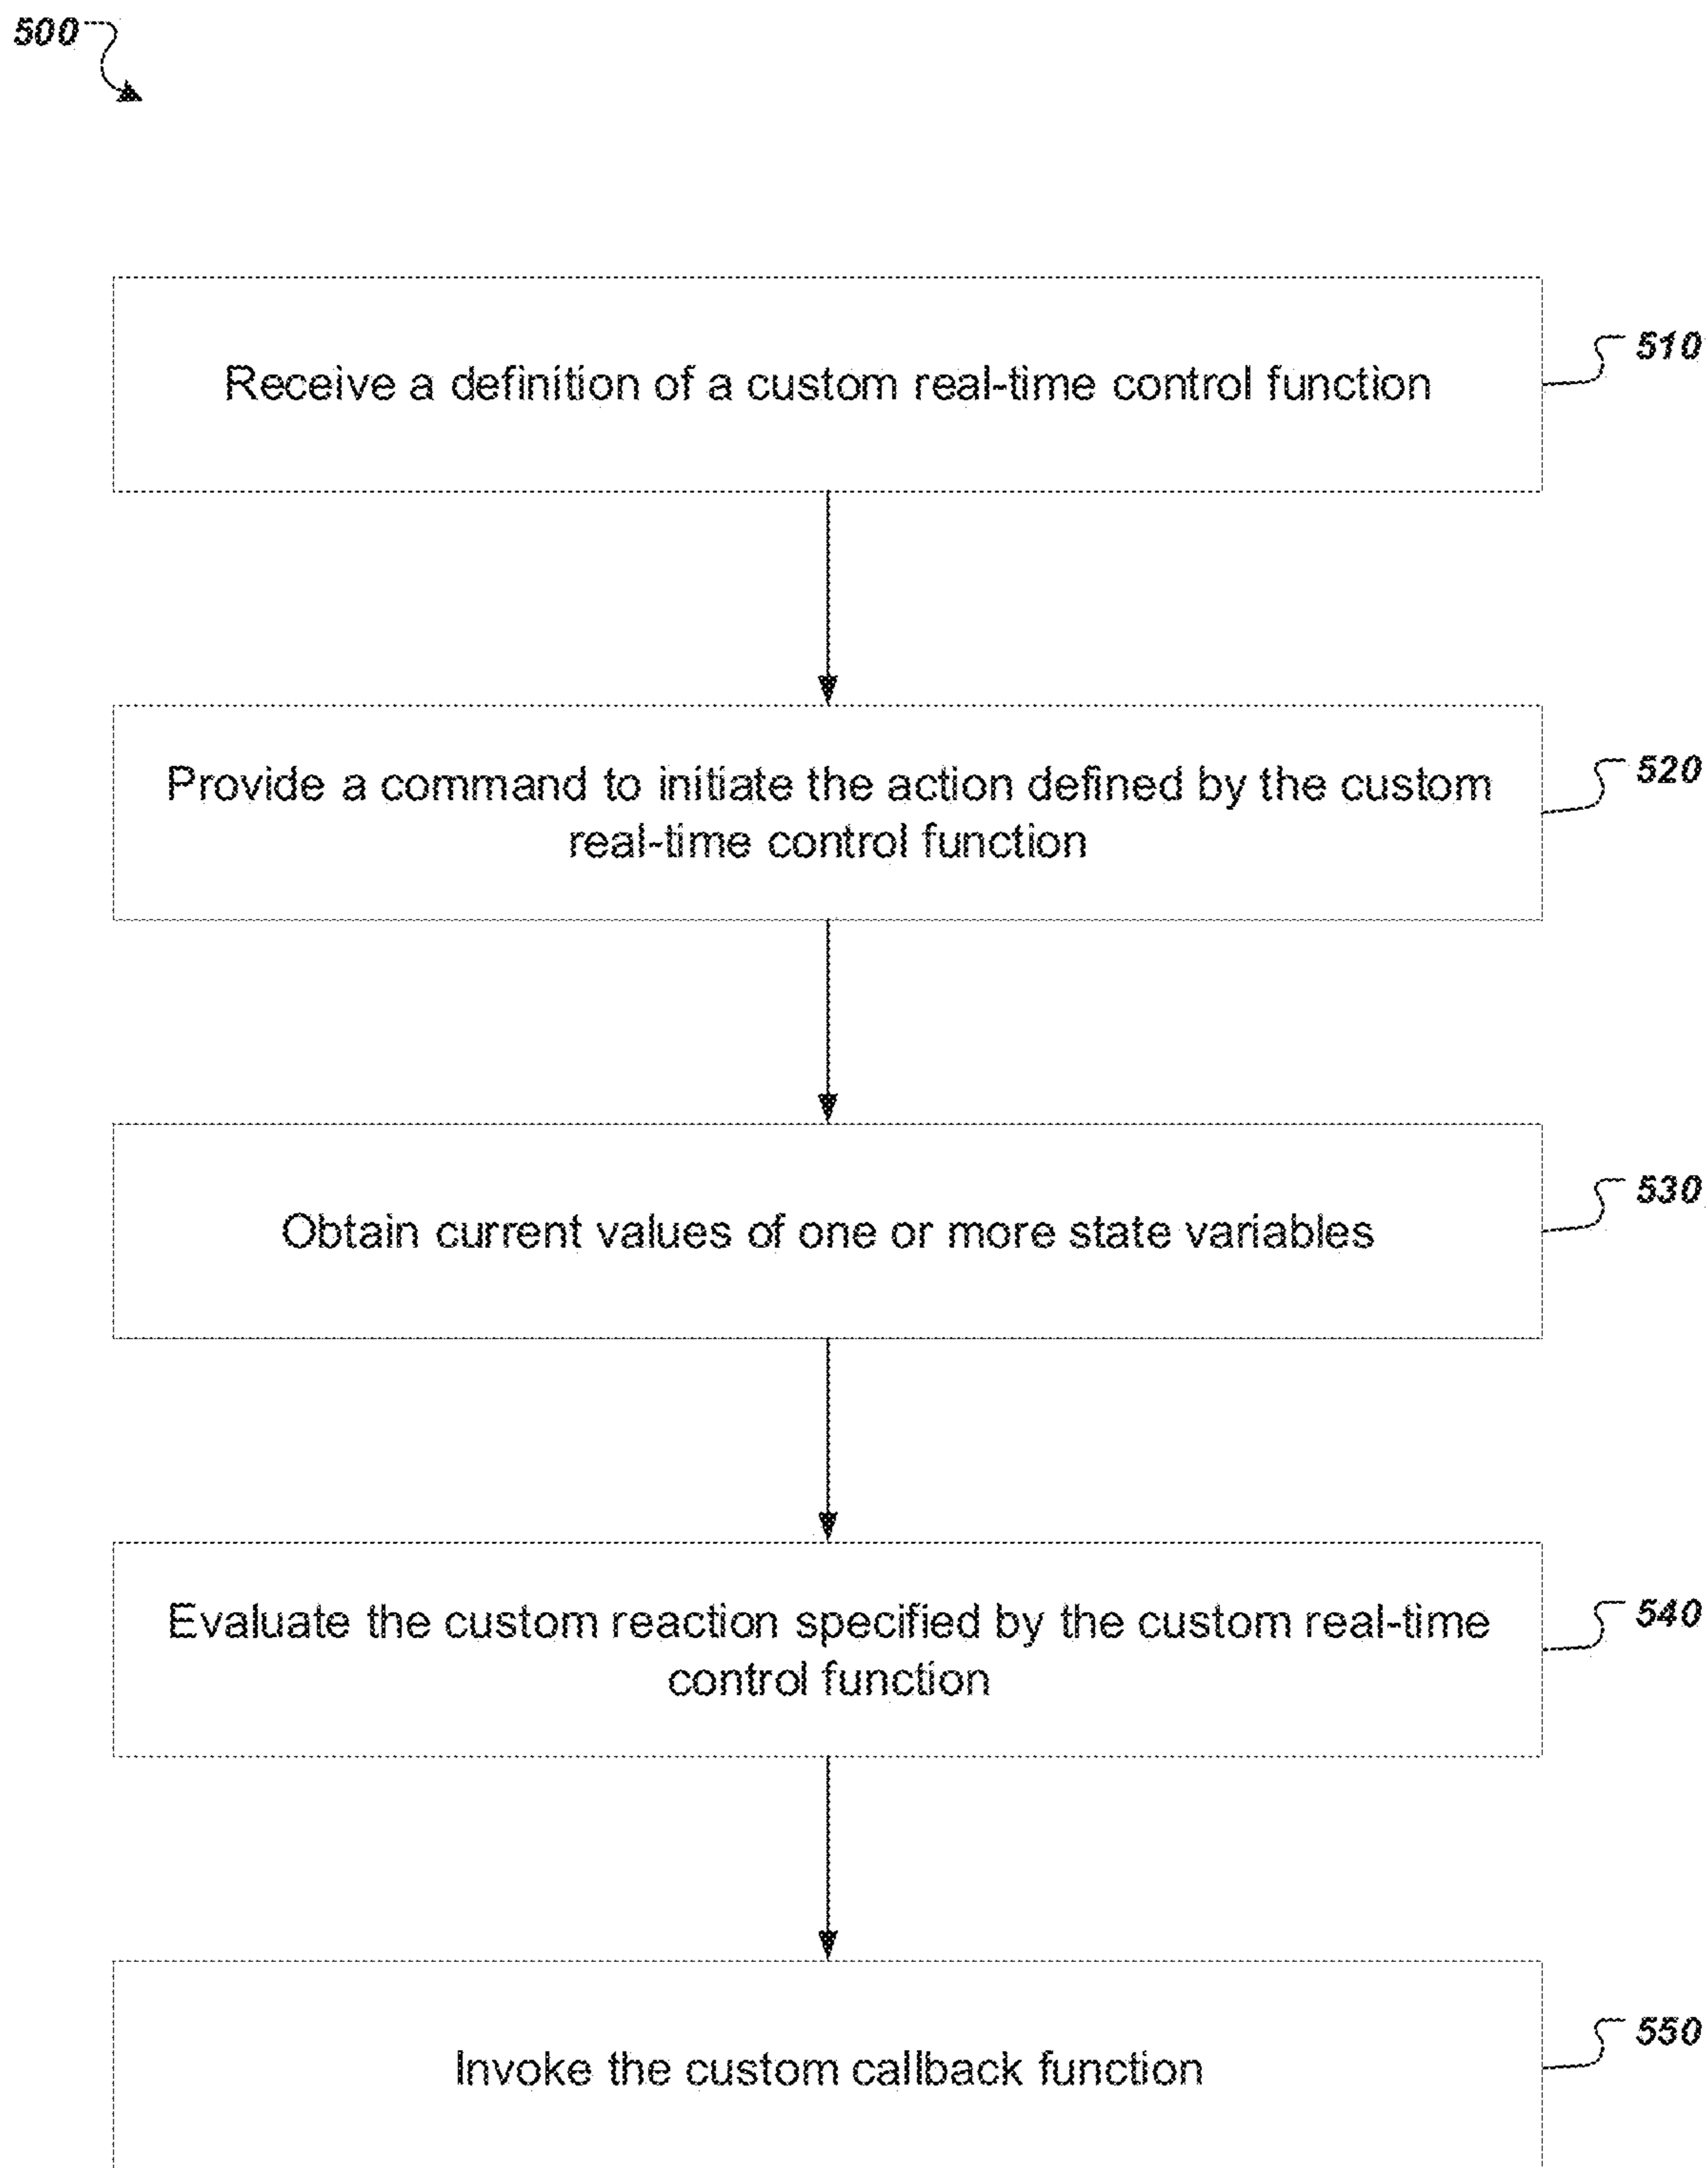 500
Receive a definition of a custom real-time control function
510
Provide a command to initiate the action defined by the custom
real-time control function
520
Obtain current values of one or more state variables
530
Evaluate the custom reaction specified by the custom real-time
control function
540
Invoke the custom callback function
550